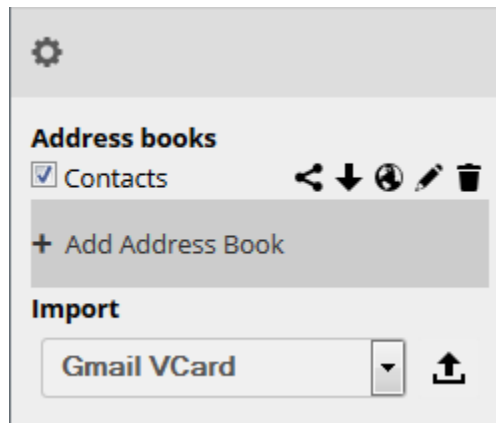 Address books
Contacts
+ Add Address Book
Import
Gmail VCard